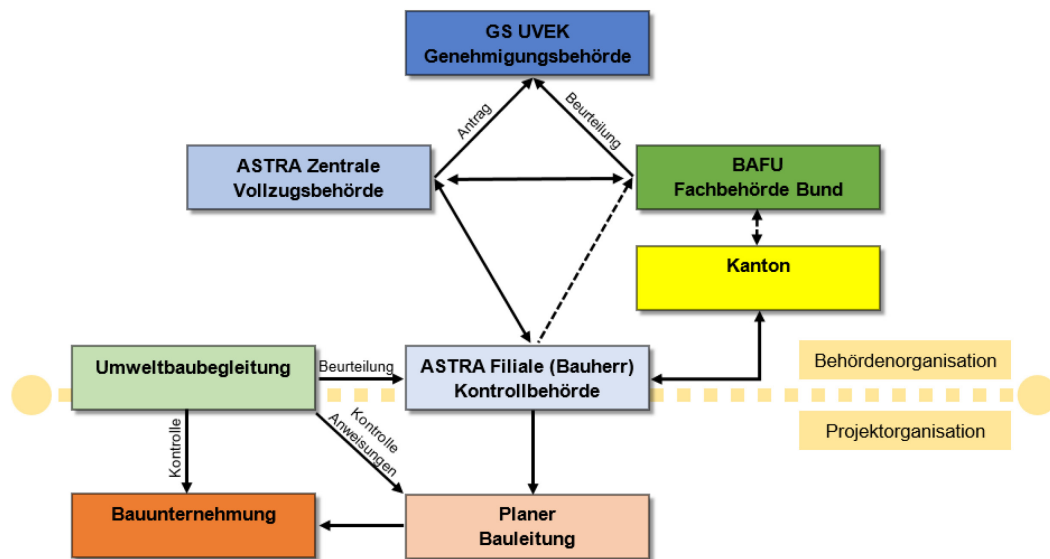 GS UVEK
Genehmigungsbehörde
Antrag
Beurteilung
ASTRA Zentrale
Vollzugsbehörde
BAFU
Fachbehörde Bund
Kanton
Umweltbaubegleitung
Beurteilung
ASTRA Filiale (Bauherr)
Kontrollbehörde
Behördenorganisation
Projektorganisation
Kontrolle
Kontrolle
Anweisungen
Bauunternehmung
Planer
Bauleitung